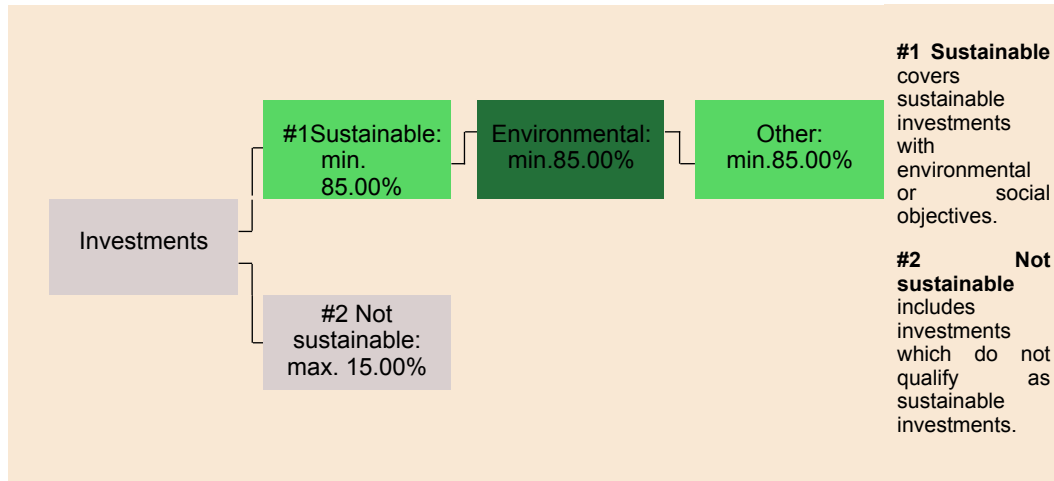 #1Sustainable:
min.
85.00%
Environmental:
min.85.00%
Other:
min.85.00%
Investments
#2 Not
sustainable:
max. 15.00%
#1 Sustainable
covers
sustainable
investments
with
environmental
or social
objectives.
#2 Not
sustainable
includes
investments
which do not
qualify as
sustainable
investments.